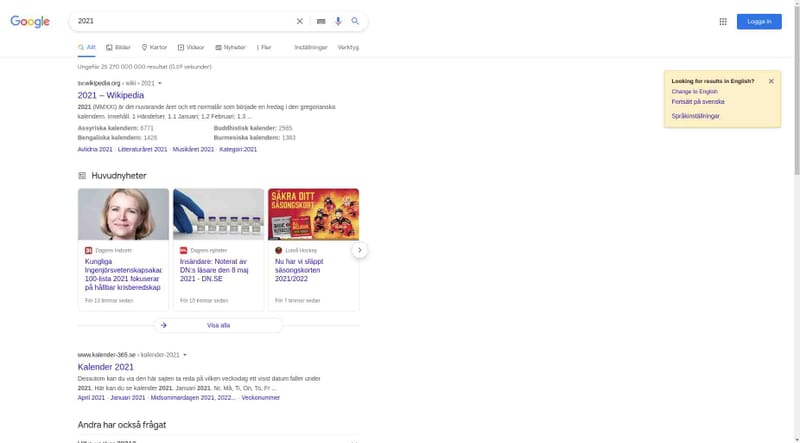 Google
2021
Logga in
Allt
Bilder
Kartor
Videor
Nyheter
Fler
Inställningar
Verktyg
Ungefär 25 270 000 000 resultat (0,69 sekunder)
sv.wikipedia.org › wiki › 2021
2021 – Wikipedia
2021 (MMXXI) är det nuvarande året och ett normalår som började en fredag i den gregorianska
kalendern. Innehåll. 1 Händelser. 1.1 Januari; 1.2 Februari; 1.3 ...
Assyriska kalendern: 6771
Buddhistisk kalender: 2565
Bengaliska kalendern: 1428
Burmesiska kalendern: 1383
Avlidna 2021 · Litteraturåret 2021 · Musikåret 2021 · Kategori:2021
Looking for results in English?
Change to English
Fortsätt på svenska
Språkinställningar
Huvudnyheter
SÄKRA DITT
SÄSONGSKORT
Dagens Industri
Kungliga
Ingenjörsvetenskapsakad
100-lista 2021 fokuserar
på hållbar krisberedskap
För 13 timmar sedan
Dagens nyheter
Insändare: Noterat av
DN:s läsare den 8 maj
2021 - DN.SE
För 10 timmar sedan
Luleå Hockey
Nu har vi släppt
säsongskorten
2021/2022
För 7 timmar sedan
Visa alla
www.kalender-365.se › kalender-2021
Kalender 2021
Dessutom kan du via den här sajten ta reda på vilken veckodag ett visst datum faller under
2021. Här kan du se kalender 2021. Januari 2021. Nr, Må, Ti, On, To, Fr ...
April 2021 · Januari 2021 · Midsommardagen 2021, 2022... · Veckonummer
Andra har också frågat